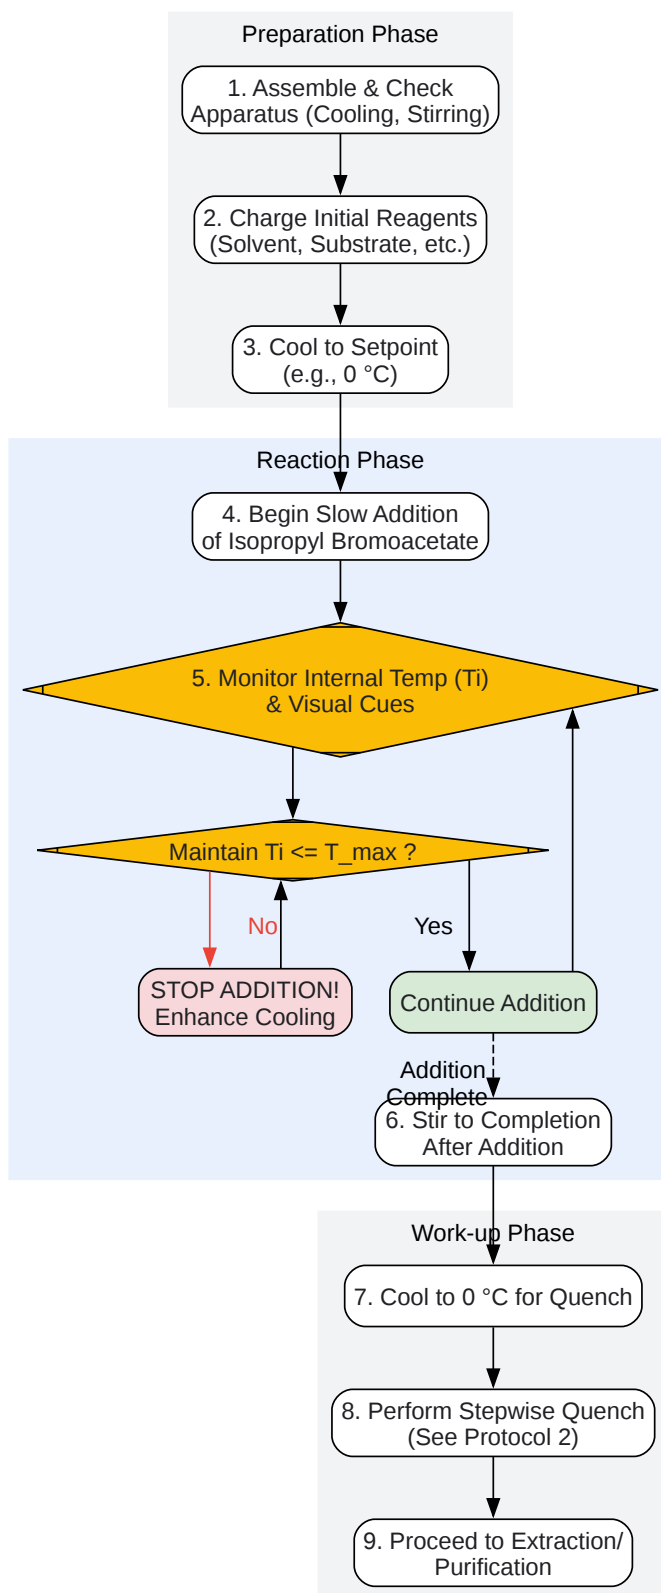 Preparation Phase
1. Assemble & Check
Apparatus (Cooling, Stirring)
2. Charge Initial Reagents
(Solvent, Substrate, etc.)
3. Cool to Setpoint
(e.g., 0 °C)
Reaction Phase
4. Begin Slow Addition
of Isopropyl Bromoacetate
5. Monitor Internal Temp (Ti)
& Visual Cues
Maintain Ti <= T_max ?
No
Yes
STOP ADDITION!
Enhance Cooling
Continue Addition
Addition
Complete
6. Stir to Completion
After Addition
Work-up Phase
7. Cool to 0 °C for Quench
8. Perform Stepwise Quench
(See Protocol 2)
9. Proceed to Extraction/
Purification